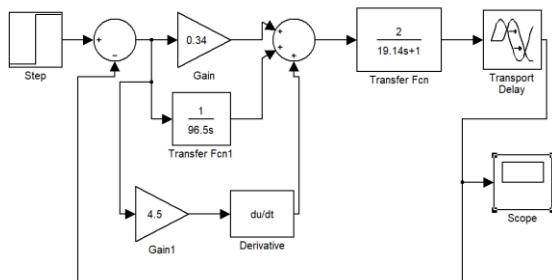 Step
+
-
0.34
Gain
1
96.5s
Transfer Fcn1
4.5
Gain1
du/dt
Derivative
+
+
+
2
19.14s+1
Transfer Fcn
Transport
Delay
Scope